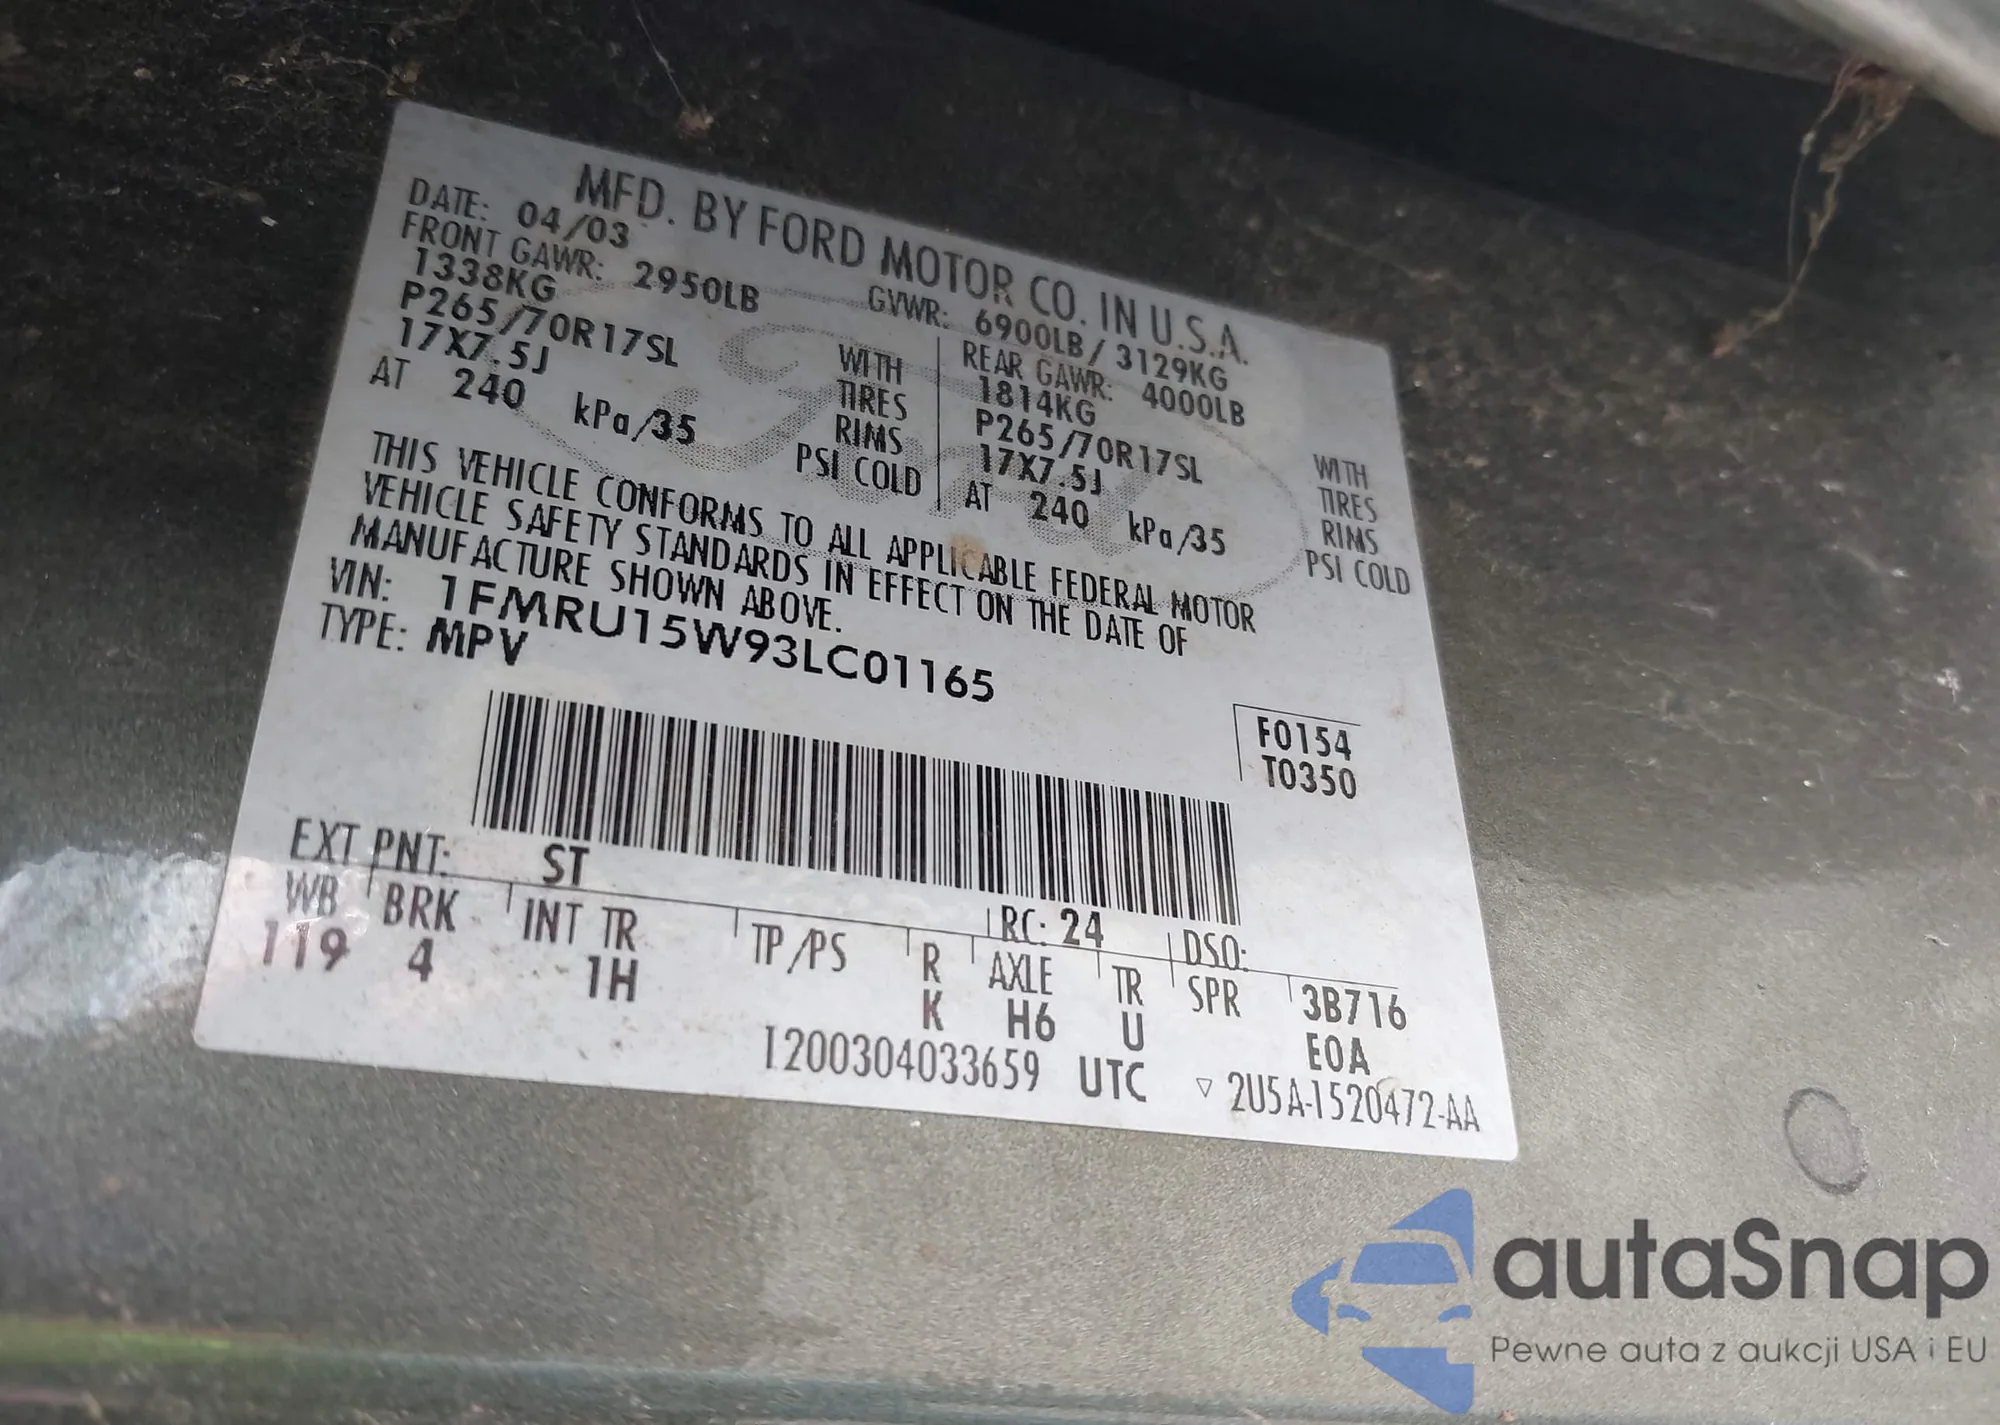 MFD. BY FORD MOTOR CO. IN U.S.A.
DATE: 04/03 GVWR: 6900LB / 3129KG
FRONT GAWR: 2950LB REAR GAWR: 4000LB
1338KG WITH 1814KG WITH
P265/70R17SL TIRES P265/70R17SL TIRES
17X7.5J RIMS 17X7.5J RIMS
AT 240 kPa/35 PSI COLD AT 240 kPa/35 PSI COLD
THIS VEHICLE CONFORMS TO ALL APPLICABLE FEDERAL MOTOR
VEHICLE SAFETY STANDARDS IN EFFECT ON THE DATE OF
MANUFACTURE SHOWN ABOVE.
VIN: 1FMRU15W93LC01165
TYPE: MPV
F0154
T0350
EXT PNT: ST RC: 24 DSO: 3B716
WB BRK INT TR TP/PS R AXLE TR SPR E0A
119 4 1H K H6 U
1200304033659 UTC ▽ 2U5A-1520472-AA
Ford
autaSnap
Pewne auta z aukcji USA i EU